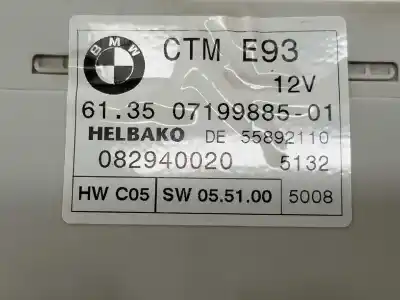 BMW
CTM E93
12V
61.35 07199885-01
HELBAKO DE 55892110
082940020 5132
HW C05 SW 05.51.00 5008